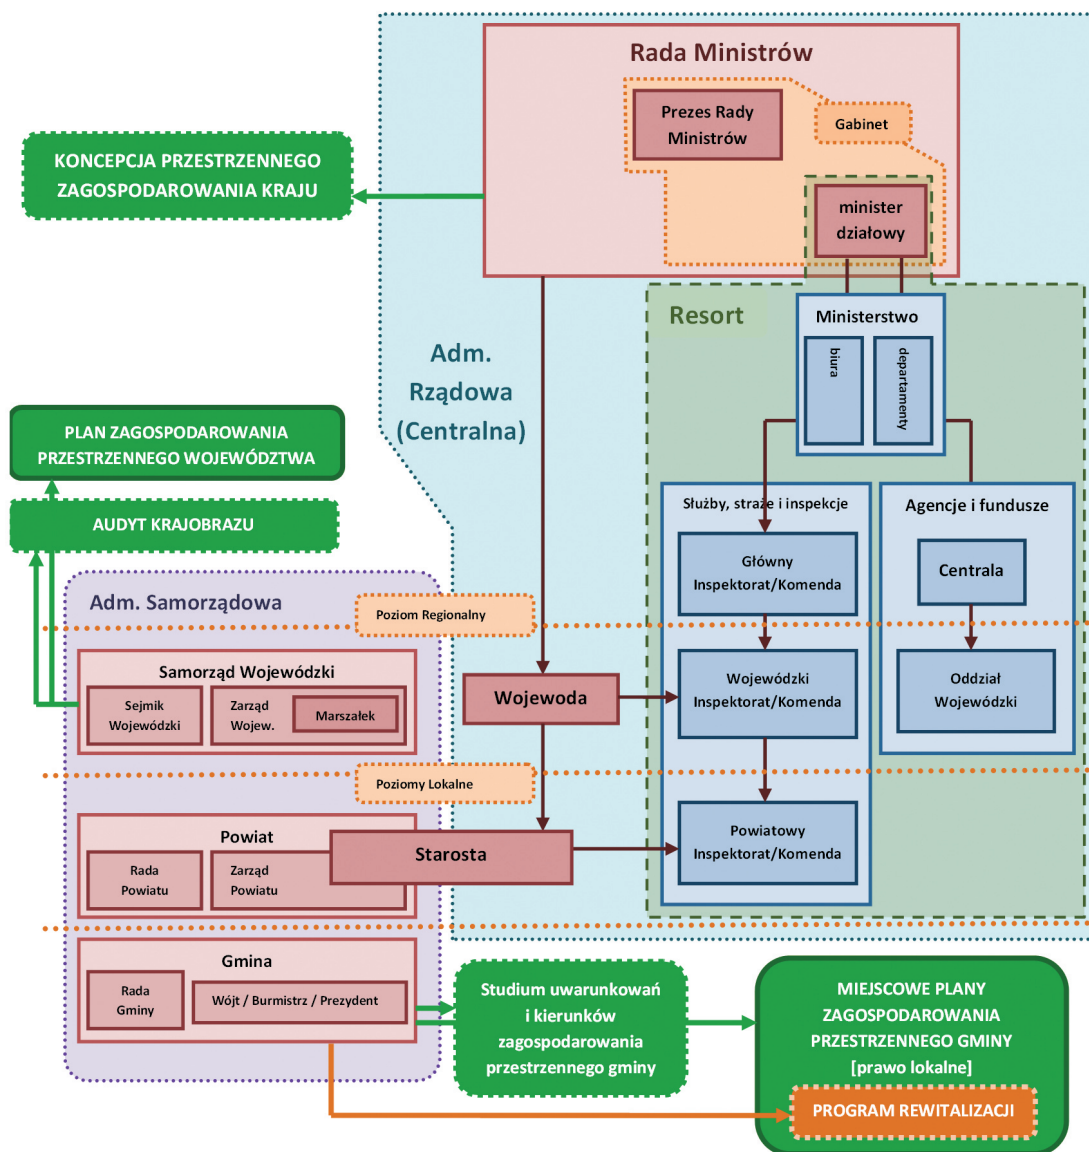 Rada Ministrów
Prezes Rady
Ministrów
Gabinet
KONCEPCJA PRZESTRZENNEGO
ZAGOSPODAROWANIA KRAJU
minister
działowy
Resort
Ministerstwo
biura
departamenty
Adm.
Rządowa
(Centralna)
PLAN ZAGOSPODAROWANIA
PRZESTRZENNEGO WOJEWÓDZTWA
AUDYT KRAJOBRAZU
Służby, straże i inspekcje
Agencje i fundusze
Główny
Inspektorat/Komenda
Centrala
Adm. Samorządowa
Poziom Regionalny
Samorząd Wojewódzki
Sejmik
Wojewódzki
Zarząd
Wojew.
Marszałek
Wojewoda
Wojewódzki
Inspektorat/Komenda
Oddział
Wojewódzki
Poziomy Lokalne
Powiat
Rada
Powiatu
Zarząd
Powiatu
Starosta
Powiatowy
Inspektorat/Komenda
Gmina
Rada
Gminy
Wójt / Burmistrz / Prezydent
Studium uwarunkowań
i kierunków
zagospodarowania
przestrzennego gminy
MIEJSCOWE PLANY
ZAGOSPODAROWANIA
PRZESTRZENNEGO GMINY
[prawo lokalne]
PROGRAM REWITALIZACJI